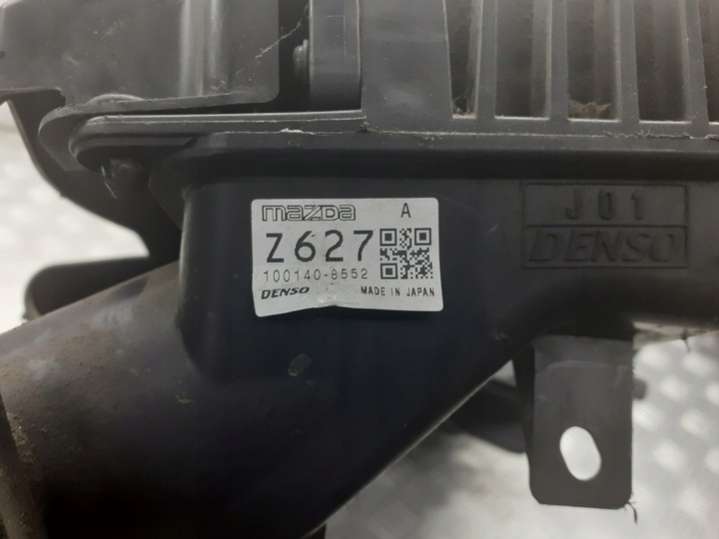 mazda A
Z627
100140-8552
DENSO MADE IN JAPAN
J01
DENSO